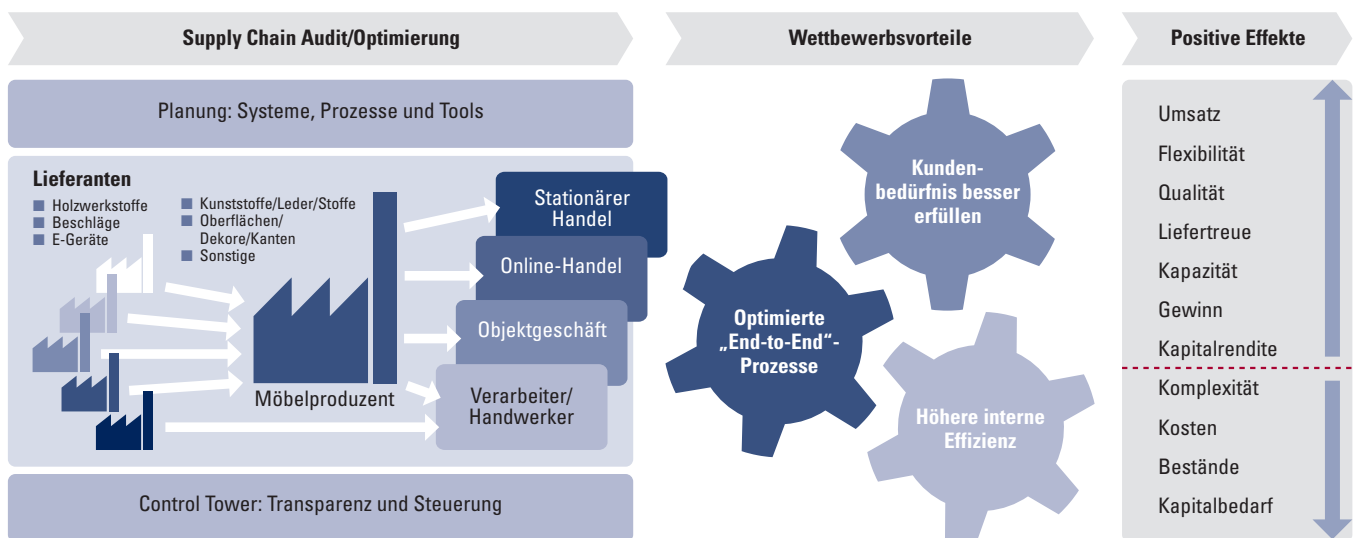 Supply Chain Audit/Optimierung
Wettbewerbsvorteile
Positive Effekte
Planung: Systeme, Prozesse und Tools
Lieferanten
Holzwerkstoffe
Beschläge
E-Geräte
Kunststoffe/Leder/Stoffe
Oberflächen/
Dekore/Kanten
Sonstige
Möbelproduzent
Stationärer
Handel
Online-Handel
Objektgeschäft
Verarbeiter/
Handwerker
Control Tower: Transparenz und Steuerung
Kunden-
bedürfnis besser
erfüllen
Optimierte
„End-to-End“-
Prozesse
Höhere interne
Effizienz
Umsatz
Flexibilität
Qualität
Liefertreue
Kapazität
Gewinn
Kapitalrendite
Komplexität
Kosten
Bestände
Kapitalbedarf